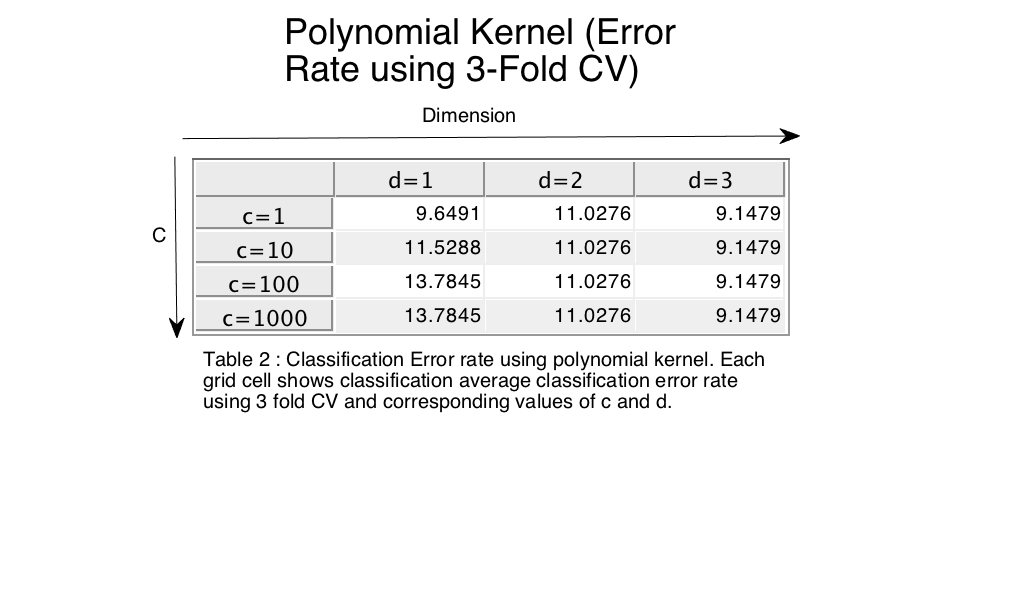 Polynomial Kernel (Error
Rate using 3-Fold CV)
Dimension
C
d=1 d=2 d=3
c=1 9.6491 11.0276 9.1479
c=10 11.5288 11.0276 9.1479
c=100 13.7845 11.0276 9.1479
c=1000 13.7845 11.0276 9.1479
Table 2 : Classification Error rate using polynomial kernel. Each
grid cell shows classification average classification error rate
using 3 fold CV and corresponding values of c and d.